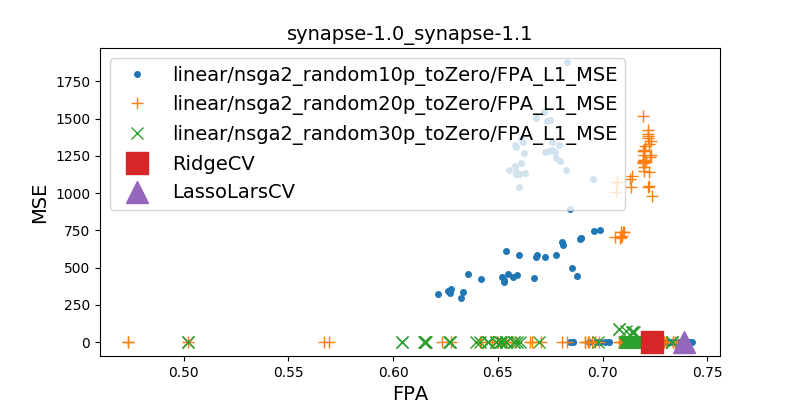 synapse-1.0_synapse-1.1
linear/nsga2_random10p_toZero/FPA_L1_MSE
linear/nsga2_random20p_toZero/FPA_L1_MSE
linear/nsga2_random30p_toZero/FPA_L1_MSE
RidgeCV
LassoLarsCV
MSE
1750
1500
1250
1000
750
500
250
0
0.50
0.55
0.60
0.65
0.70
0.75
FPA